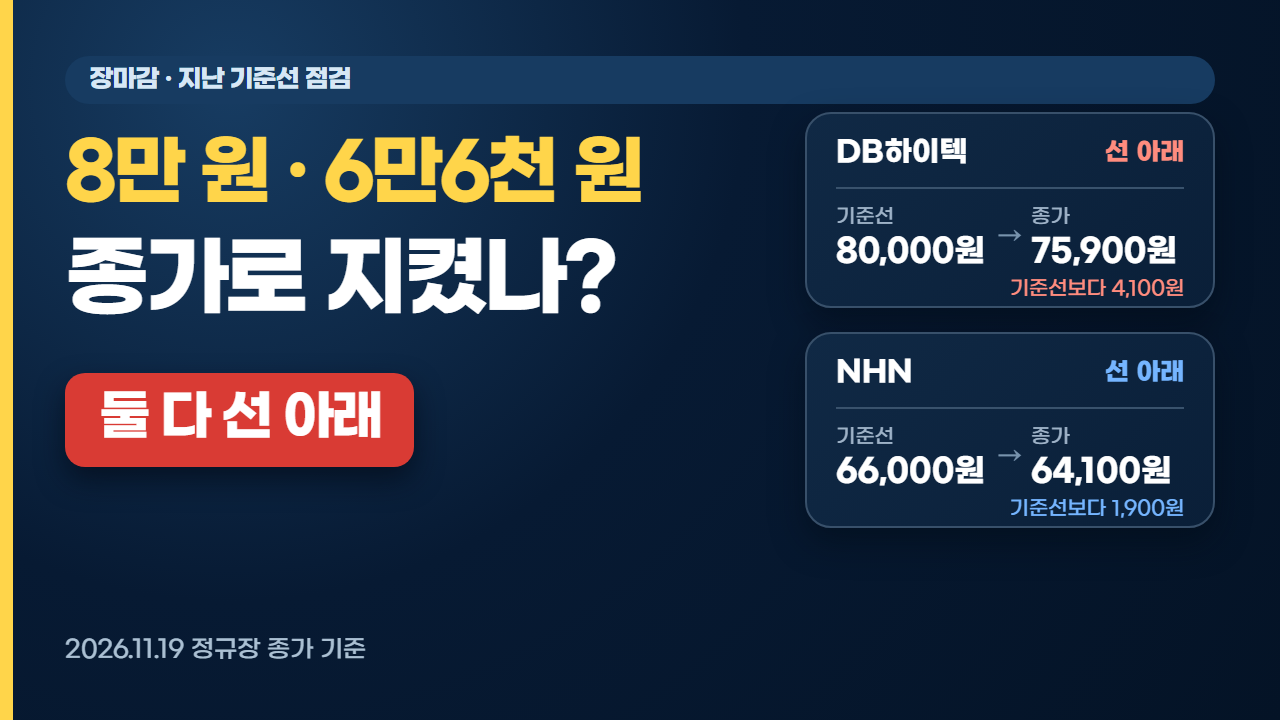 장마감 · 지난 기준선 점검
8만 원 · 6만6천 원
종가로 지켰나?
둘 다 선 아래
DB하이텍 선 아래
기준선 종가
80,000원 → 75,900원
기준선보다 4,100원
NHN 선 아래
기준선 종가
66,000원 → 64,100원
기준선보다 1,900원
2026.11.19 정규장 종가 기준